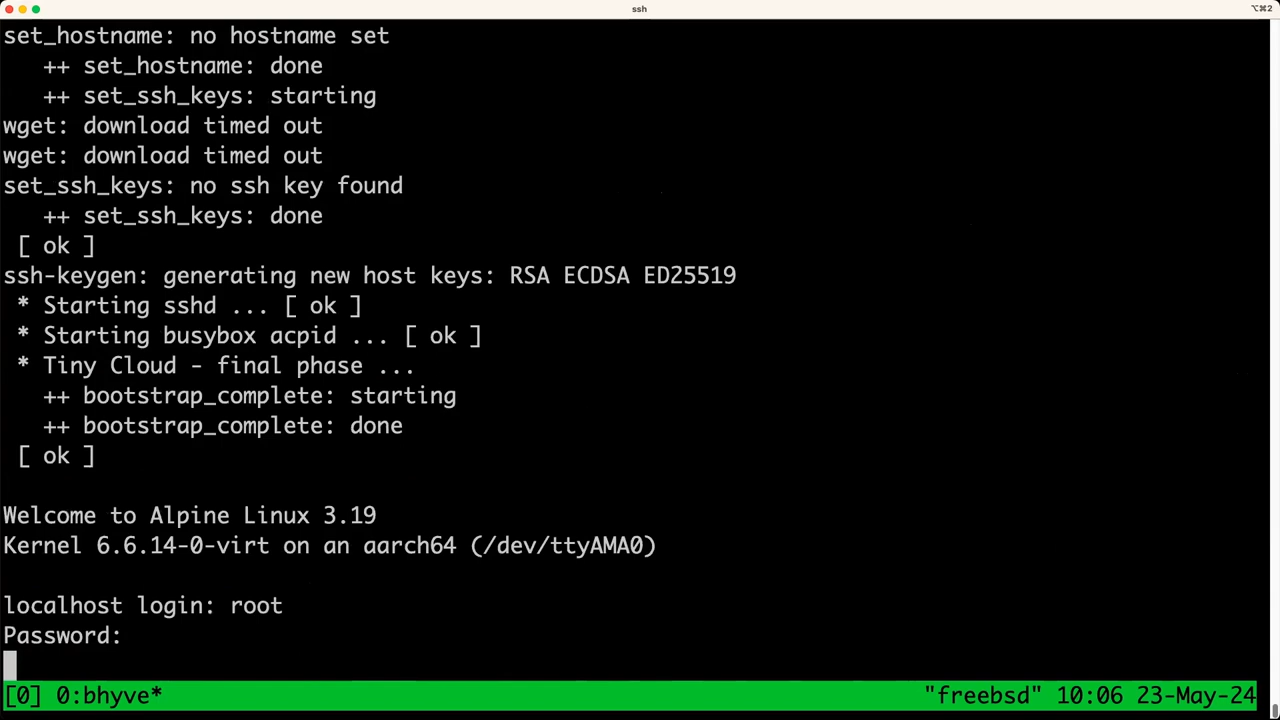 ssh
⌥⌘2
set_hostname: no hostname set
++ set_hostname: done
++ set_ssh_keys: starting
wget: download timed out
wget: download timed out
set_ssh_keys: no ssh key found
++ set_ssh_keys: done
[ ok ]
ssh-keygen: generating new host keys: RSA ECDSA ED25519
* Starting sshd ... [ ok ]
* Starting busybox acpid ... [ ok ]
* Tiny Cloud - final phase ...
++ bootstrap_complete: starting
++ bootstrap_complete: done
[ ok ]
Welcome to Alpine Linux 3.19
Kernel 6.6.14-0-virt on an aarch64 (/dev/ttyAMA0)
localhost login: root
Password:
[0] 0:bhyve* "freebsd" 10:06 23-May-24